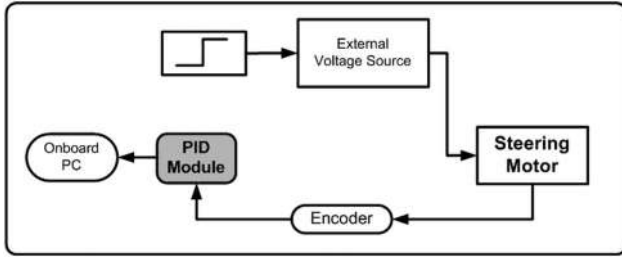 External
Voltage Source
Steering
Motor
Onboard
PC
PID
Module
Encoder